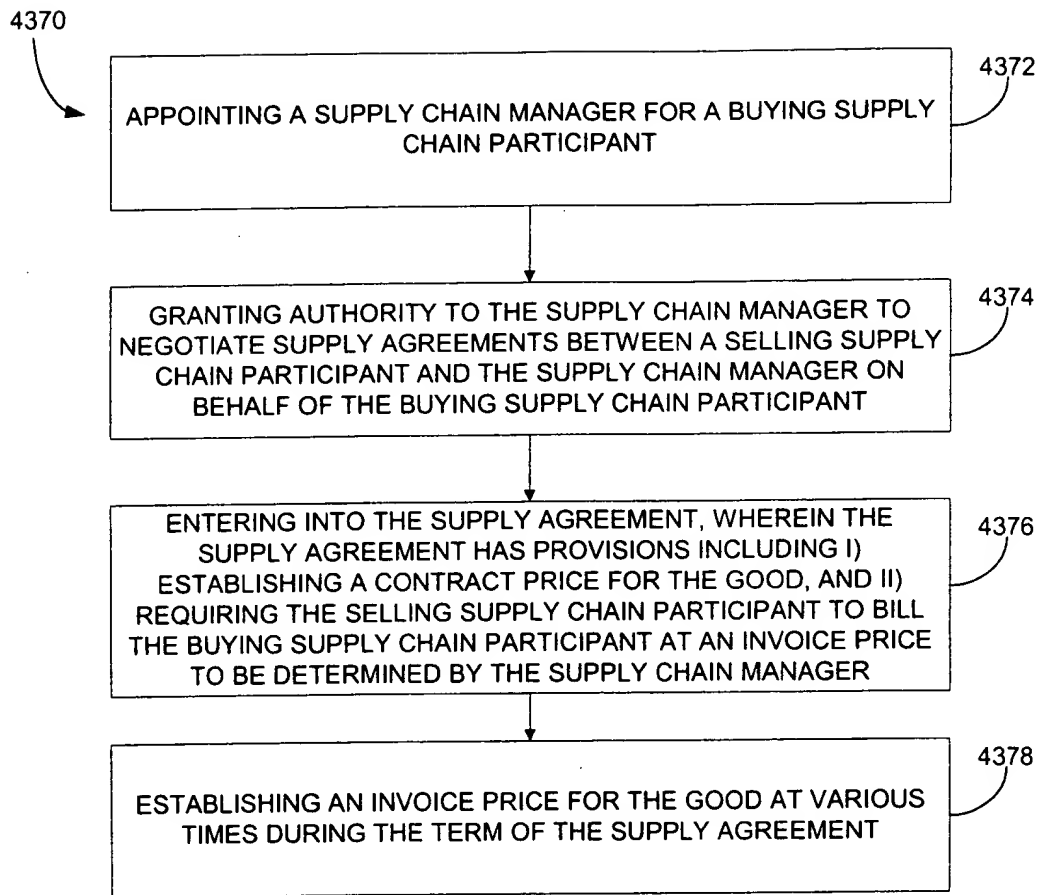 4370
4372
APPOINTING A SUPPLY CHAIN MANAGER FOR A BUYING SUPPLY
CHAIN PARTICIPANT
4374
GRANTING AUTHORITY TO THE SUPPLY CHAIN MANAGER TO
NEGOTIATE SUPPLY AGREEMENTS BETWEEN A SELLING SUPPLY
CHAIN PARTICIPANT AND THE SUPPLY CHAIN MANAGER ON
BEHALF OF THE BUYING SUPPLY CHAIN PARTICIPANT
4376
ENTERING INTO THE SUPPLY AGREEMENT, WHEREIN THE
SUPPLY AGREEMENT HAS PROVISIONS INCLUDING I)
ESTABLISHING A CONTRACT PRICE FOR THE GOOD, AND II)
REQUIRING THE SELLING SUPPLY CHAIN PARTICIPANT TO BILL
THE BUYING SUPPLY CHAIN PARTICIPANT AT AN INVOICE PRICE
TO BE DETERMINED BY THE SUPPLY CHAIN MANAGER
4378
ESTABLISHING AN INVOICE PRICE FOR THE GOOD AT VARIOUS
TIMES DURING THE TERM OF THE SUPPLY AGREEMENT